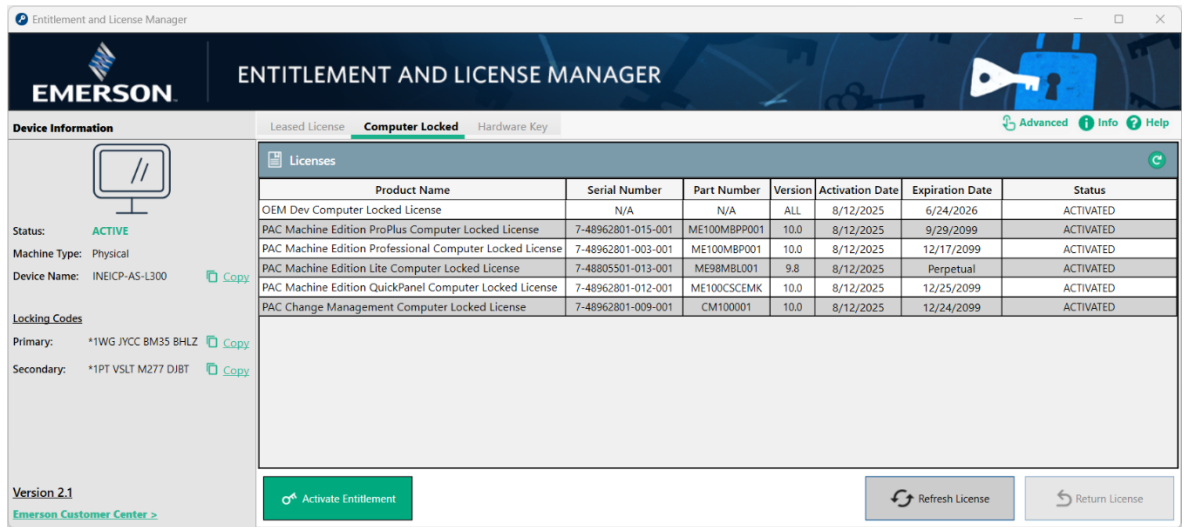 Entitlement and License Manager
EMERSON
ENTITLEMENT AND LICENSE MANAGER
Device Information
Leased License Computer Locked Hardware Key
Advanced Info Help
Licenses
Product Name Serial Number Part Number Version Activation Date Expiration Date Status
OEM Dev Computer Locked License N/A N/A ALL 8/12/2025 6/24/2026 ACTIVATED
PAC Machine Edition ProPlus Computer Locked License 7-48962801-015-001 ME100MBPP001 10.0 8/12/2025 9/29/2099 ACTIVATED
PAC Machine Edition Professional Computer Locked License 7-48962801-003-001 ME100MBP001 10.0 8/12/2025 12/17/2099 ACTIVATED
PAC Machine Edition Lite Computer Locked License 7-48805501-013-001 ME98MBL001 9.8 8/12/2025 Perpetual ACTIVATED
PAC Machine Edition QuickPanel Computer Locked License 7-48962801-012-001 ME100CSCEMK 10.0 8/12/2025 12/25/2099 ACTIVATED
PAC Change Management Computer Locked License 7-48962801-009-001 CM100001 10.0 8/12/2025 12/24/2099 ACTIVATED
Status: ACTIVE
Machine Type: Physical
Device Name: INEICP-AS-L300 Copy
Locking Codes
Primary: *1WG JYCC BM35 BHLZ Copy
Secondary: *1PT VSLT M277 DJBT Copy
Version 2.1
Emerson Customer Center >
Activate Entitlement
Refresh License
Return License